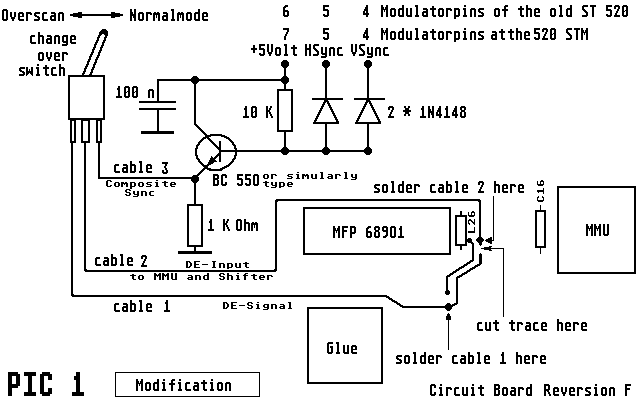 Overscan Normalmode
6 5 4 Modulatorpins of the old ST 520
change over switch
7 5 4 Modulatorpins at the 520 STM
+5Volt HSync VSync
100 n
10 K
2 * 1N4148
BC 550 or simularly type
cable 3
Composite Sync
solder cable 2 here
C16
1 K Ohm
MFP 68901
L26
MMU
cable 2
DE-Input
to MMU and Shifter
cable 1
DE-Signal
cut trace here
Glue
solder cable 1 here
PIC 1
Modification
Circuit Board Reversion F